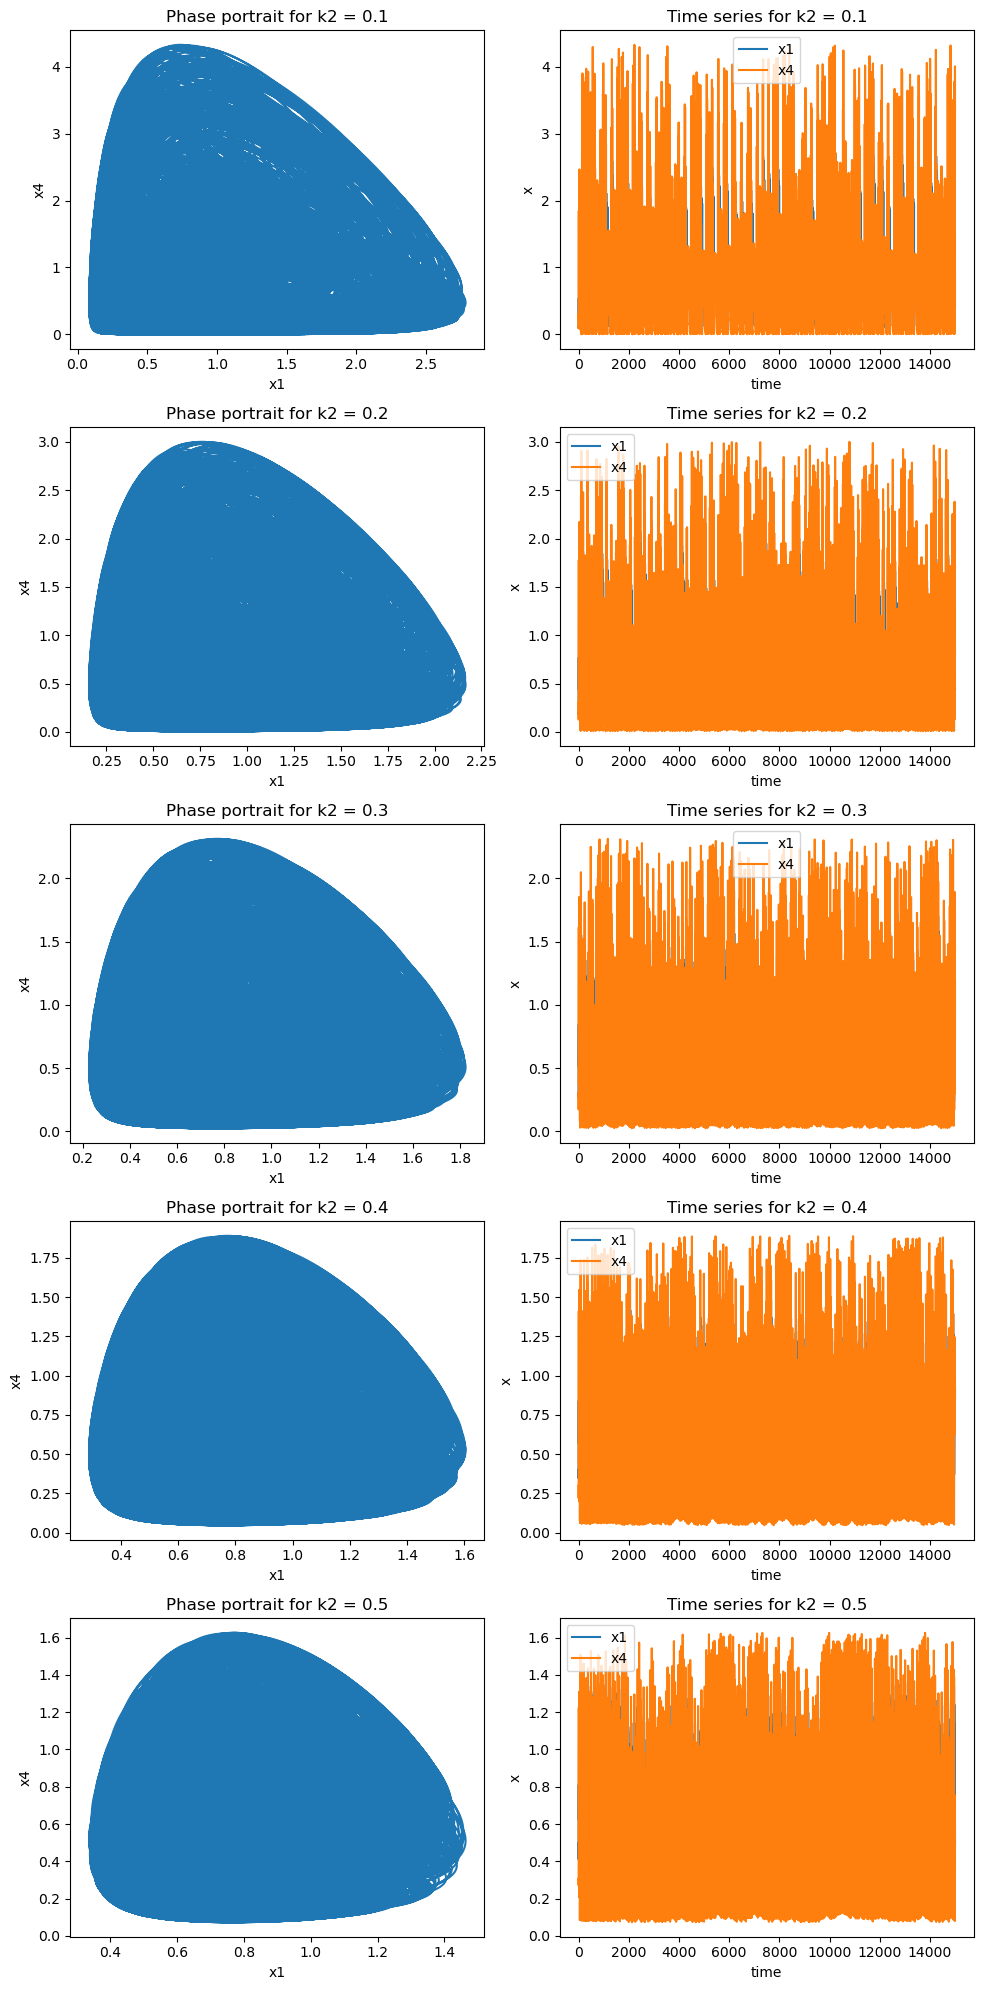 Phase portrait for k2 = 0.1
x4
4
3
2
1
0
0.0 0.5 1.0 1.5 2.0 2.5
x1
Time series for k2 = 0.1
x
4
3
2
1
0
x1
x4
0 2000 4000 6000 8000 10000 12000 14000
time
Phase portrait for k2 = 0.2
x4
3.0
2.5
2.0
1.5
1.0
0.5
0.0
0.25 0.50 0.75 1.00 1.25 1.50 1.75 2.00 2.25
x1
Time series for k2 = 0.2
x
3.0
2.5
2.0
1.5
1.0
0.5
0.0
x1
x4
0 2000 4000 6000 8000 10000 12000 14000
time
Phase portrait for k2 = 0.3
x4
2.0
1.5
1.0
0.5
0.0
0.2 0.4 0.6 0.8 1.0 1.2 1.4 1.6 1.8
x1
Time series for k2 = 0.3
x
2.0
1.5
1.0
0.5
0.0
x1
x4
0 2000 4000 6000 8000 10000 12000 14000
time
Phase portrait for k2 = 0.4
x4
1.75
1.50
1.25
1.00
0.75
0.50
0.25
0.00
0.4 0.6 0.8 1.0 1.2 1.4 1.6
x1
Time series for k2 = 0.4
x
1.75
1.50
1.25
1.00
0.75
0.50
0.25
0.00
x1
x4
0 2000 4000 6000 8000 10000 12000 14000
time
Phase portrait for k2 = 0.5
x4
1.6
1.4
1.2
1.0
0.8
0.6
0.4
0.2
0.0
0.4 0.6 0.8 1.0 1.2 1.4
x1
Time series for k2 = 0.5
x
1.6
1.4
1.2
1.0
0.8
0.6
0.4
0.2
0.0
x1
x4
0 2000 4000 6000 8000 10000 12000 14000
time